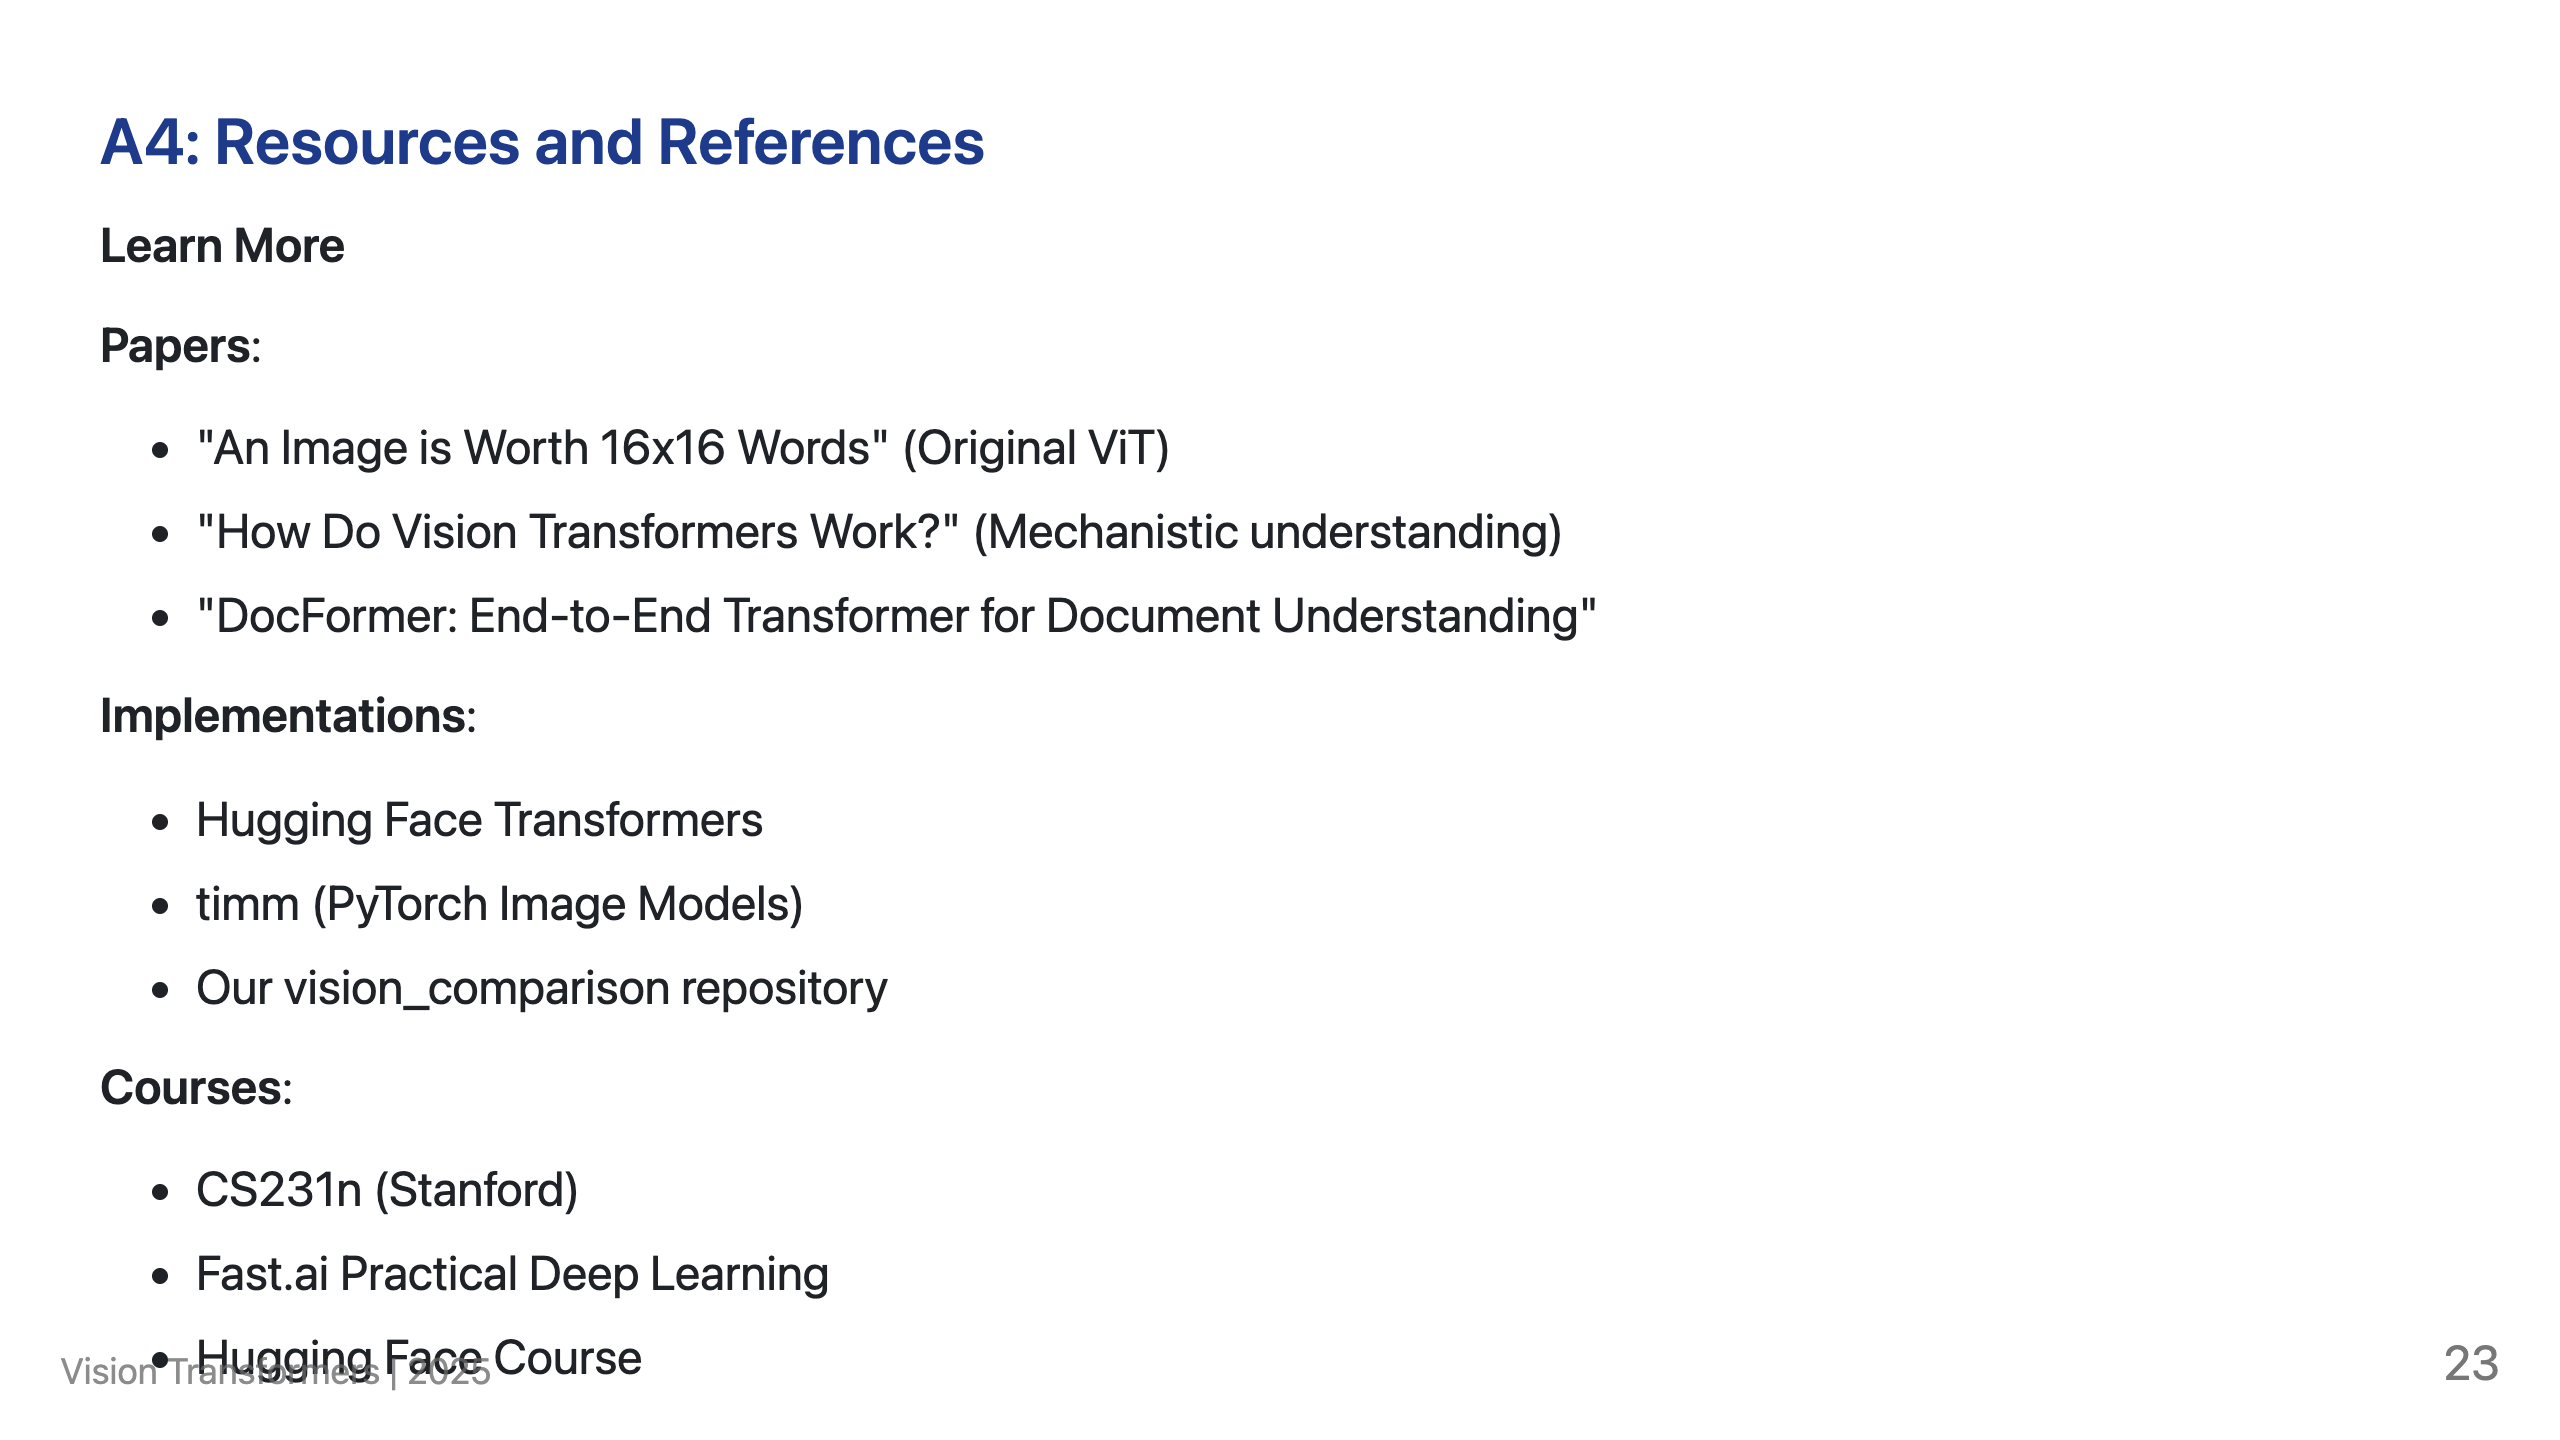 A4: Resources and References
Learn More
Papers:
"An Image is Worth 16x16 Words" (Original ViT)
"How Do Vision Transformers Work?" (Mechanistic understanding)
"DocFormer: End-to-End Transformer for Document Understanding"
Implementations:
Hugging Face Transformers
timm (PyTorch Image Models)
Our vision_comparison repository
Courses:
CS231n (Stanford)
Fast.ai Practical Deep Learning
Hugging Face Course
Vision Transformers | 2025
23